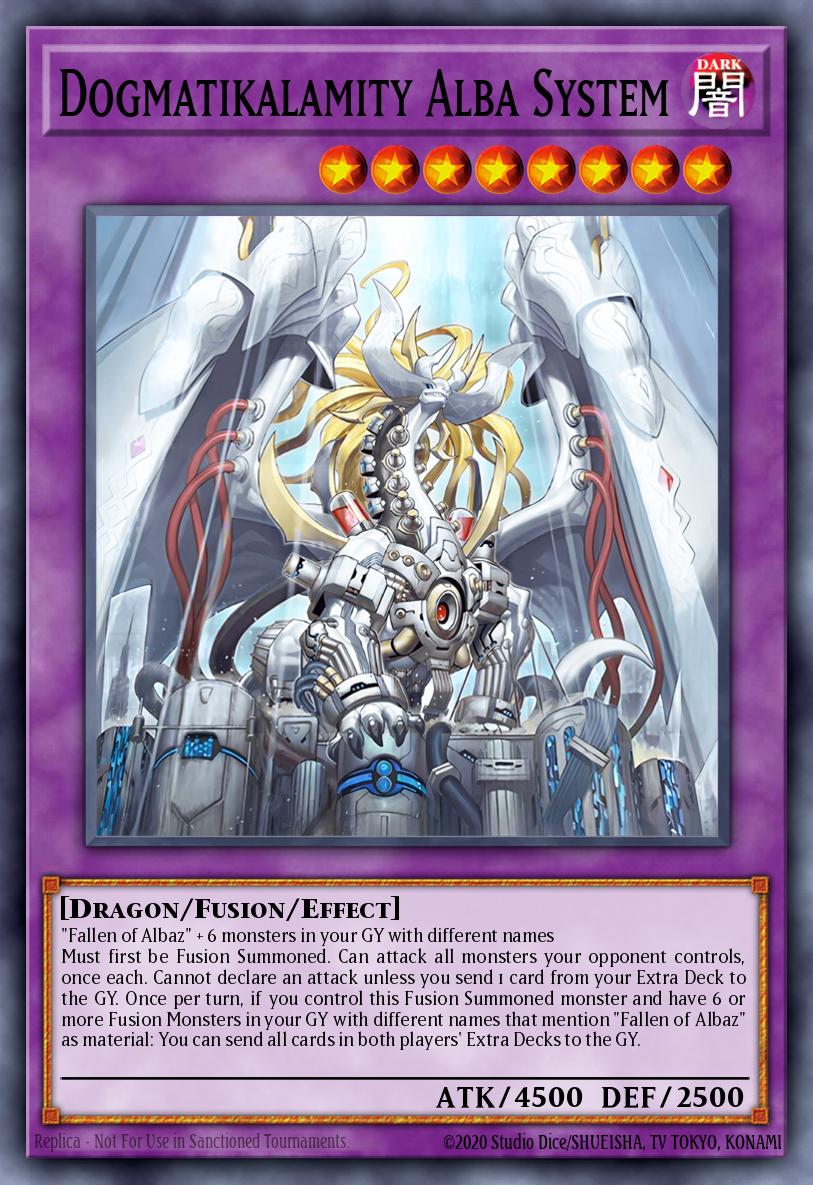 Dogmatikalamity Alba System
DARK
闇
[Dragon/Fusion/Effect]
"Fallen of Albaz" + 6 monsters in your GY with different names
Must first be Fusion Summoned. Can attack all monsters your opponent controls,
once each. Cannot declare an attack unless you send 1 card from your Extra Deck to
the GY. Once per turn, if you control this Fusion Summoned monster and have 6 or
more Fusion Monsters in your GY with different names that mention "Fallen of Albaz"
as material: You can send all cards in both players' Extra Decks to the GY.
ATK/4500 DEF/2500
Replica - Not For Use in Sanctioned Tournaments.
©2020 Studio Dice/SHUEISHA, TV TOKYO, KONAMI